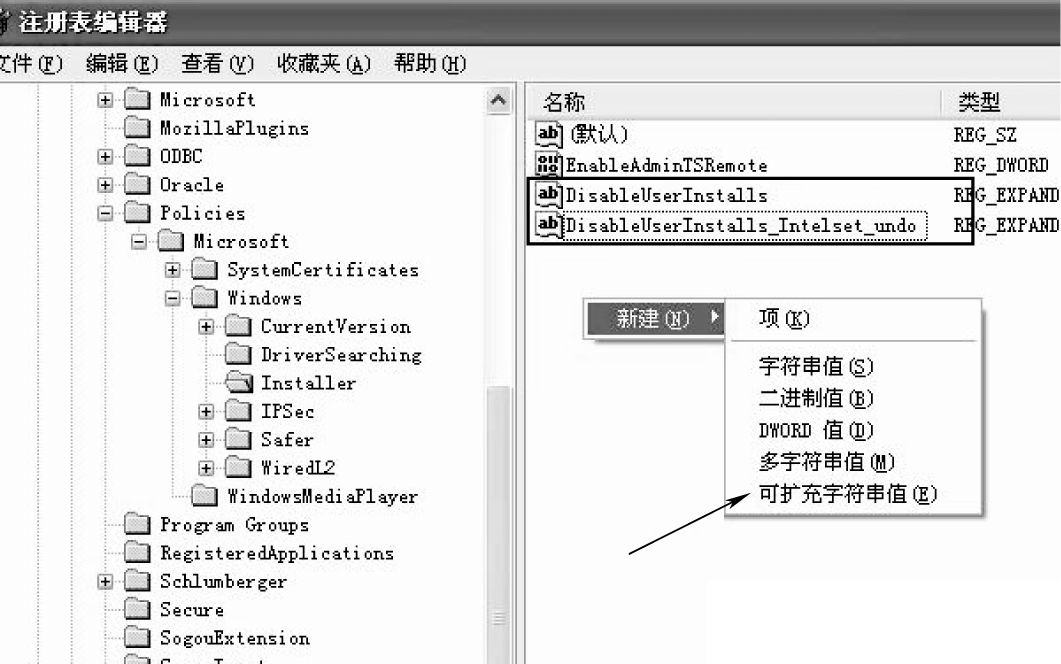 注册表编辑器
文件(F) 编辑(E) 查看(V) 收藏夹(A) 帮助(H)
Microsoft
MozillaPlugins
ODBC
Oracle
Policies
Microsoft
SystemCertificates
Windows
CurrentVersion
DriverSearching
Installer
IPSec
Safer
WiredL2
WindowsMediaPlayer
Program Groups
RegisteredApplications
Schlumberger
Secure
SogouExtension
名称 类型
(默认) REG_SZ
EnableAdminTSRemote REG_DWORD
DisableUserInstalls REG_EXPAND
DisableUserInstalls_Intelset_undo REG_EXPAND
新建(N)
项(K)
字符串值(S)
二进制值(B)
DWORD 值(D)
多字符串值(M)
可扩充字符串值(E)